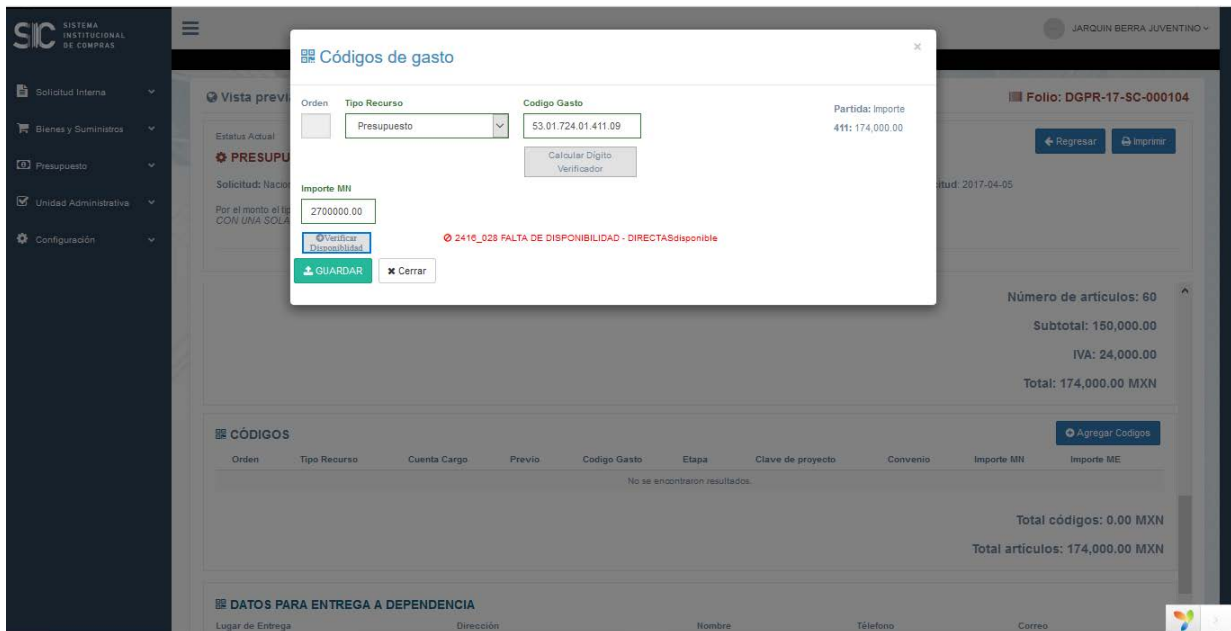 SIC SISTEMA
INSTITUCIONAL
DE COMPRAS
JARQUIN BERRA JUVENTINO
Solicitud Interna
Bienes y Suministros
Presupuesto
Unidad Administrativa
Configuración
Códigos de gasto
×
Orden
Tipo Recurso
Codigo Gasto
Presupuesto
53.01.724.01.411.09
Partida: Importe
411: 174,000.00
Calcular Dígito
Verificador
Importe MN
2700000.00
Verificar
Disponiblidad
2416_028 FALTA DE DISPONIBILIDAD - DIRECTASdisponible
GUARDAR
Cerrar
Vista previ
Folio: DGPR-17-SC-000104
Estatus Actual
Regresar
Imprimir
PRESUPU
Solicitud: Nacio
itud: 2017-04-05
Por el monto el ti
CON UNA SOLA
Número de articulos: 60
Subtotal: 150,000.00
IVA: 24,000.00
Total: 174,000.00 MXN
CÓDIGOS
Agregar Codigos
Orden Tipo Recurso Cuenta Cargo Previo Codigo Gasto Etapa Clave de proyecto Convenio Importe MN Importe ME
No se encontraron resultados.
Total códigos: 0.00 MXN
Total articulos: 174,000.00 MXN
DATOS PARA ENTREGA A DEPENDENCIA
Lugar de Entrega Dirección Nombre Télefono Correo